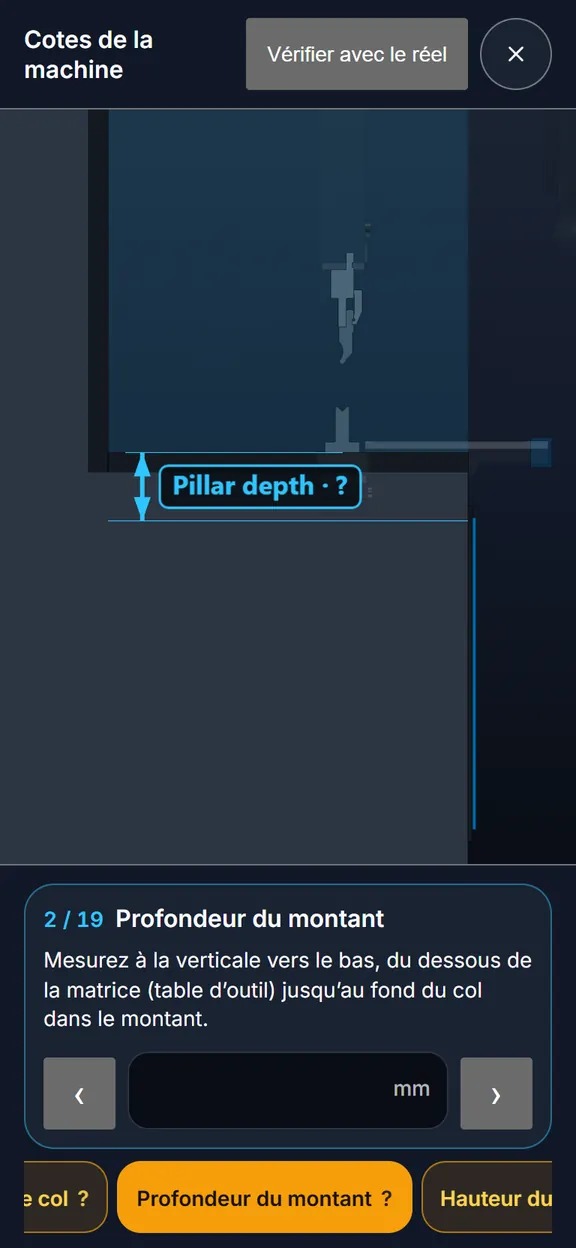 Cotes de la
machine
Vérifier avec le réel
×
Pillar depth · ?
2 / 19 Profondeur du montant
Mesurez à la verticale vers le bas, du dessous de
la matrice (table d’outil) jusqu’au fond du col
dans le montant.
‹
mm
›
e col ?
Profondeur du montant ?
Hauteur du